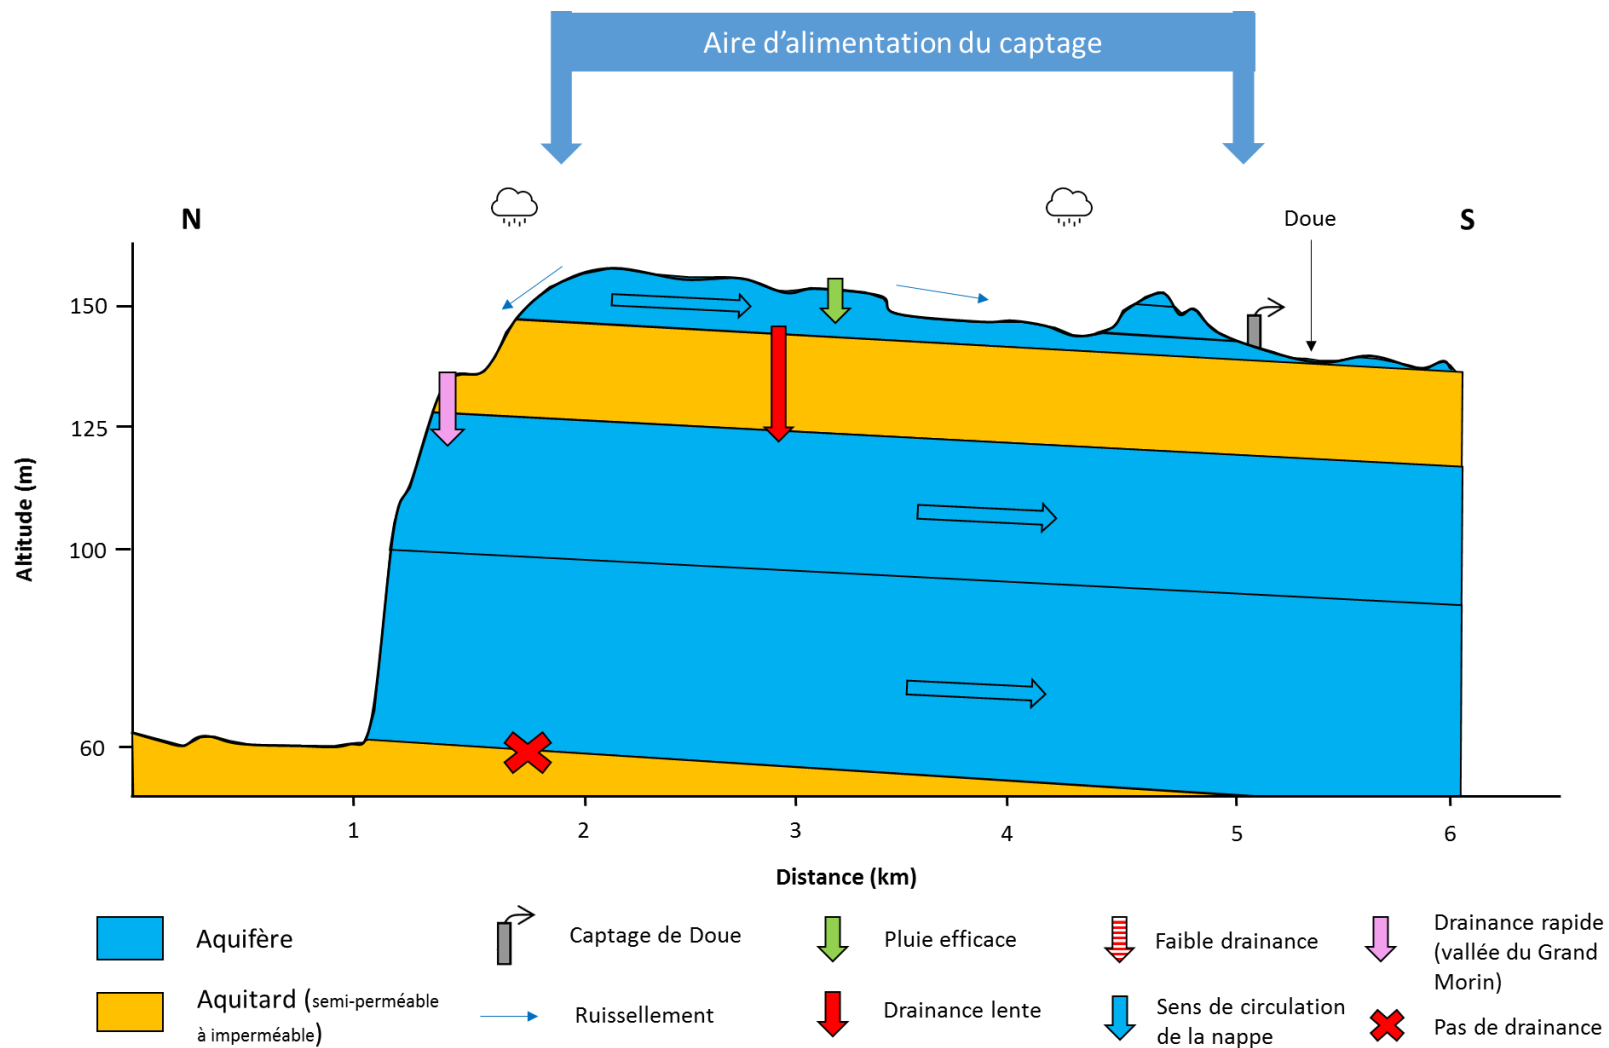 Aire d'alimentation du captage
N
Doue
S
150
125
100
60
Altitude (m)
1
2
3
4
5
6
Distance (km)
Aquifère
Aquitard (semi-perméable
à imperméable)
Captage de Doue
Ruissellement
Pluie efficace
Drainance lente
Faible drainance
Sens de circulation
de la nappe
Drainance rapide
(vallée du Grand
Morin)
Pas de drainance